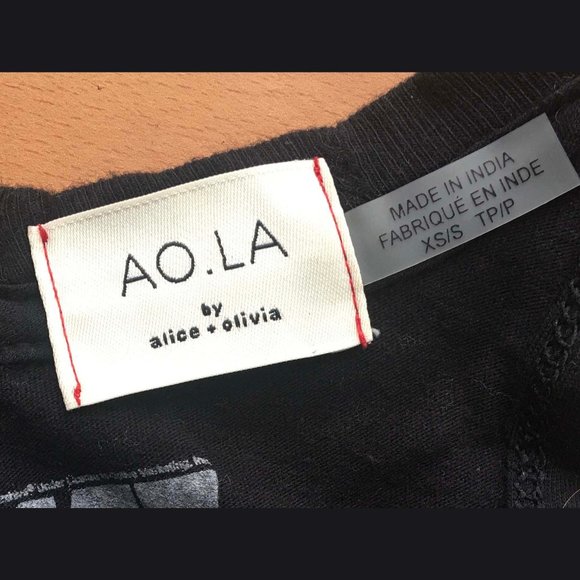 AO.LA
by
alice + olivia
MADE IN INDIA
FABRIQUÉ EN INDE
XS/S TP/P